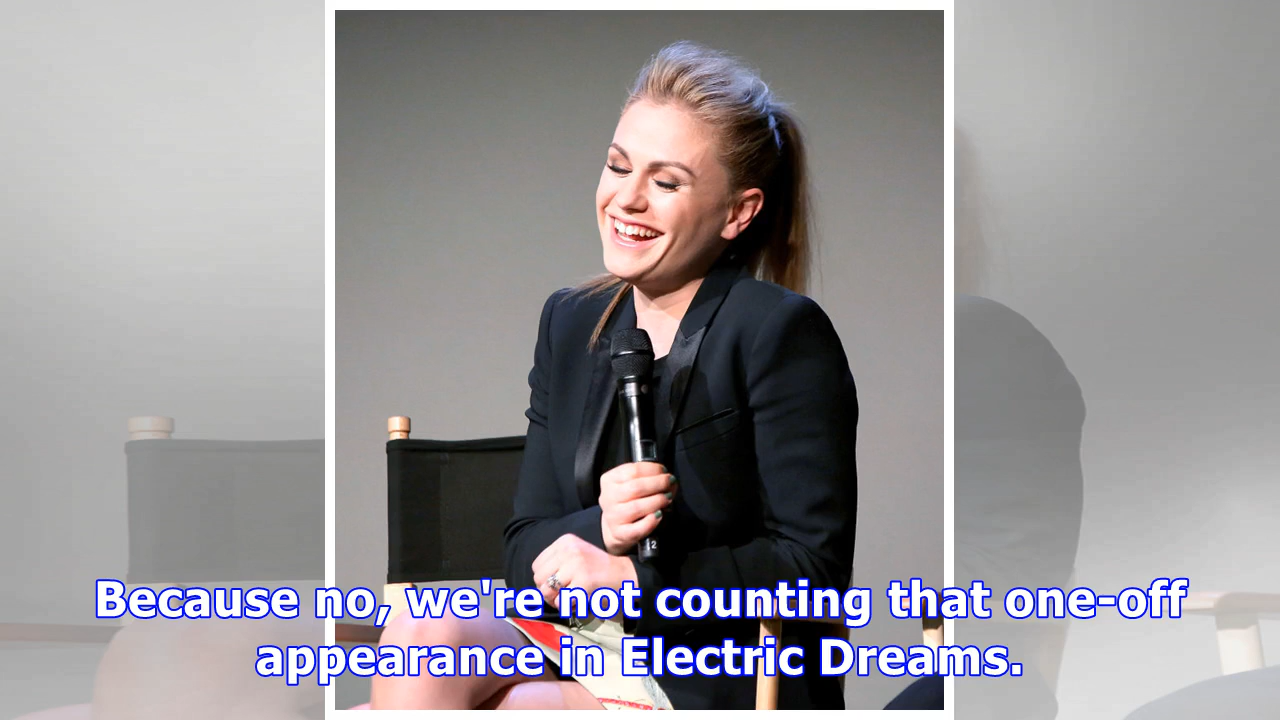 Because no, we're not counting that one-off
appearance in Electric Dreams.